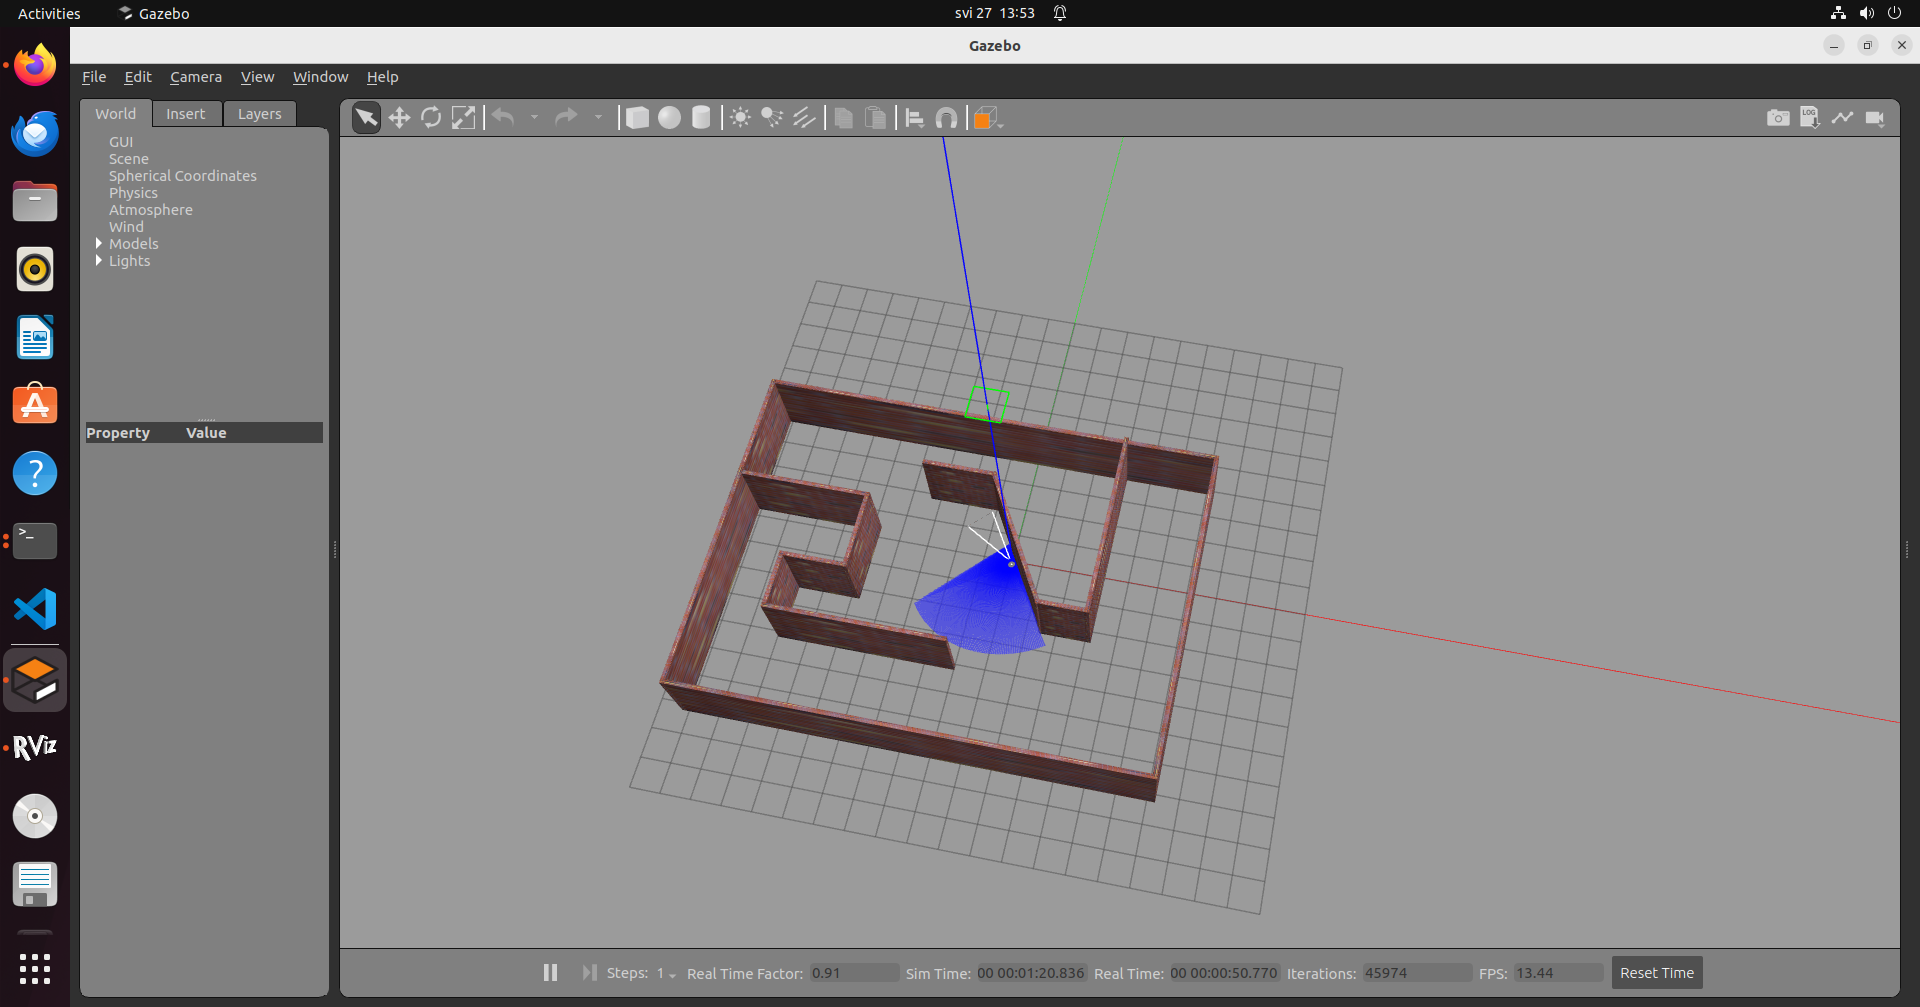 Activities Gazebo svi 27 13:53
Gazebo
File Edit Camera View Window Help
World Insert Layers
LOG
GUI
Scene
Spherical Coordinates
Physics
Atmosphere
Wind
Models
Lights
Property Value
>_
RViz
Steps: 1 Real Time Factor: 0.91 Sim Time: 00 00:01:20.836 Real Time: 00 00:00:50.770 Iterations: 45974 FPS: 13.44 Reset Time